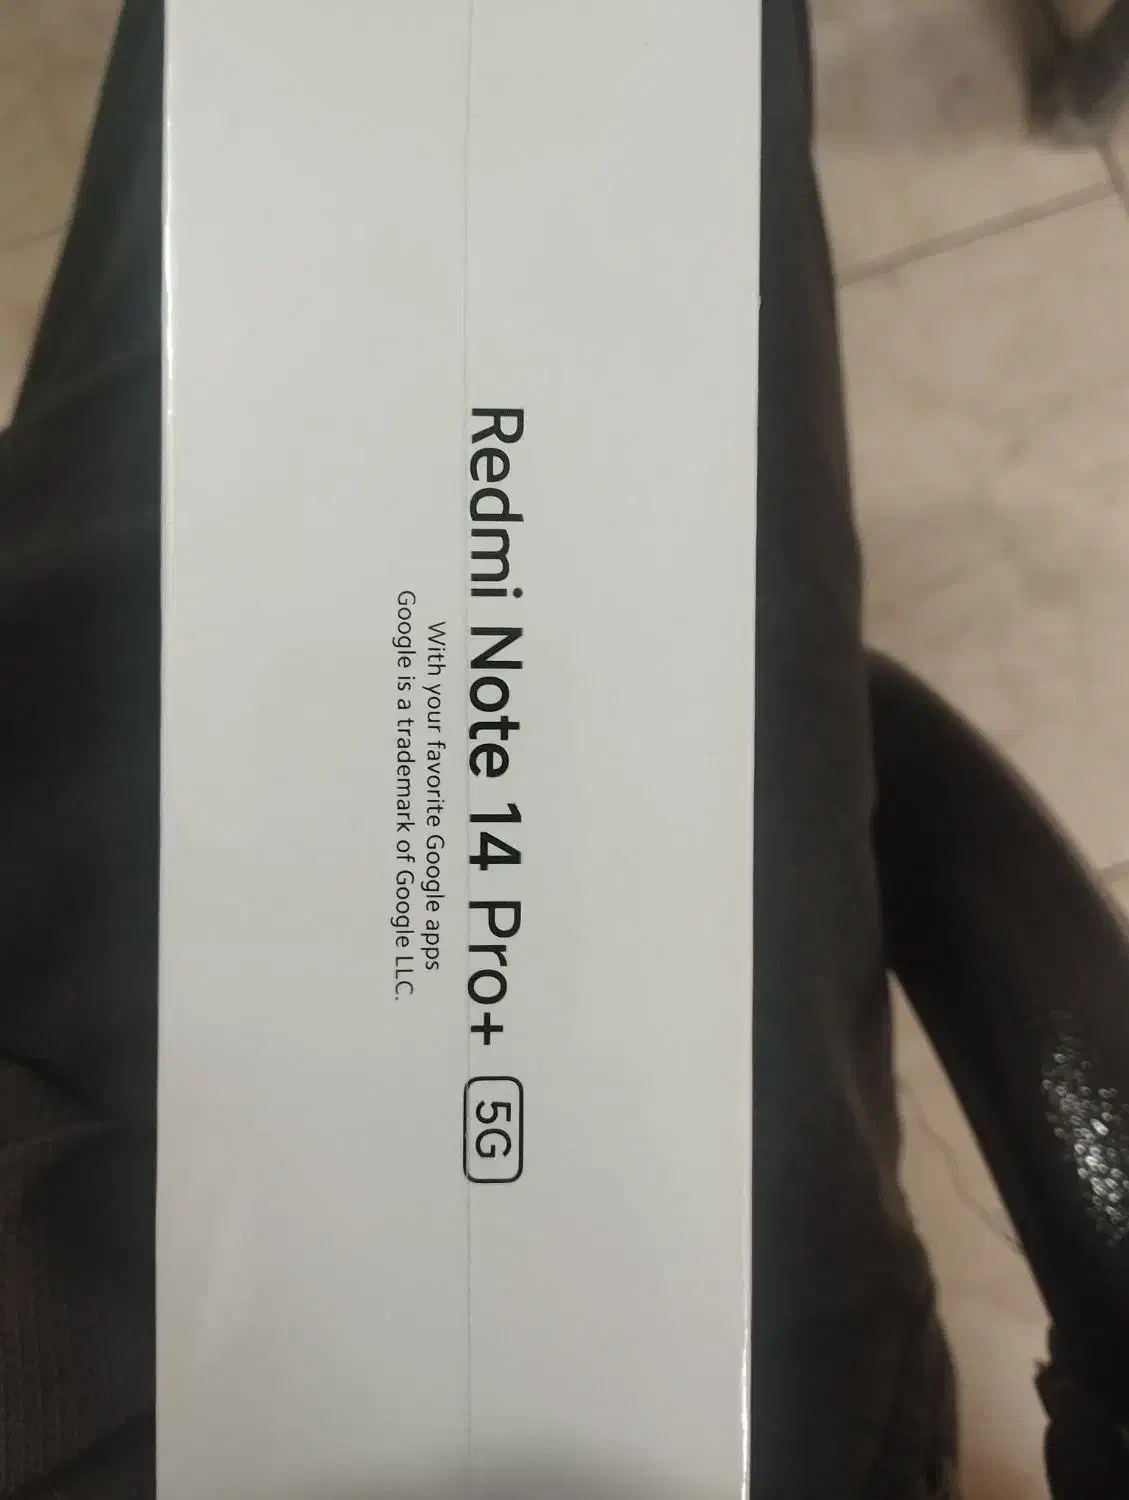 Redmi Note 14 Pro+ 5G
With your favorite Google apps
Google is a trademark of Google LLC.